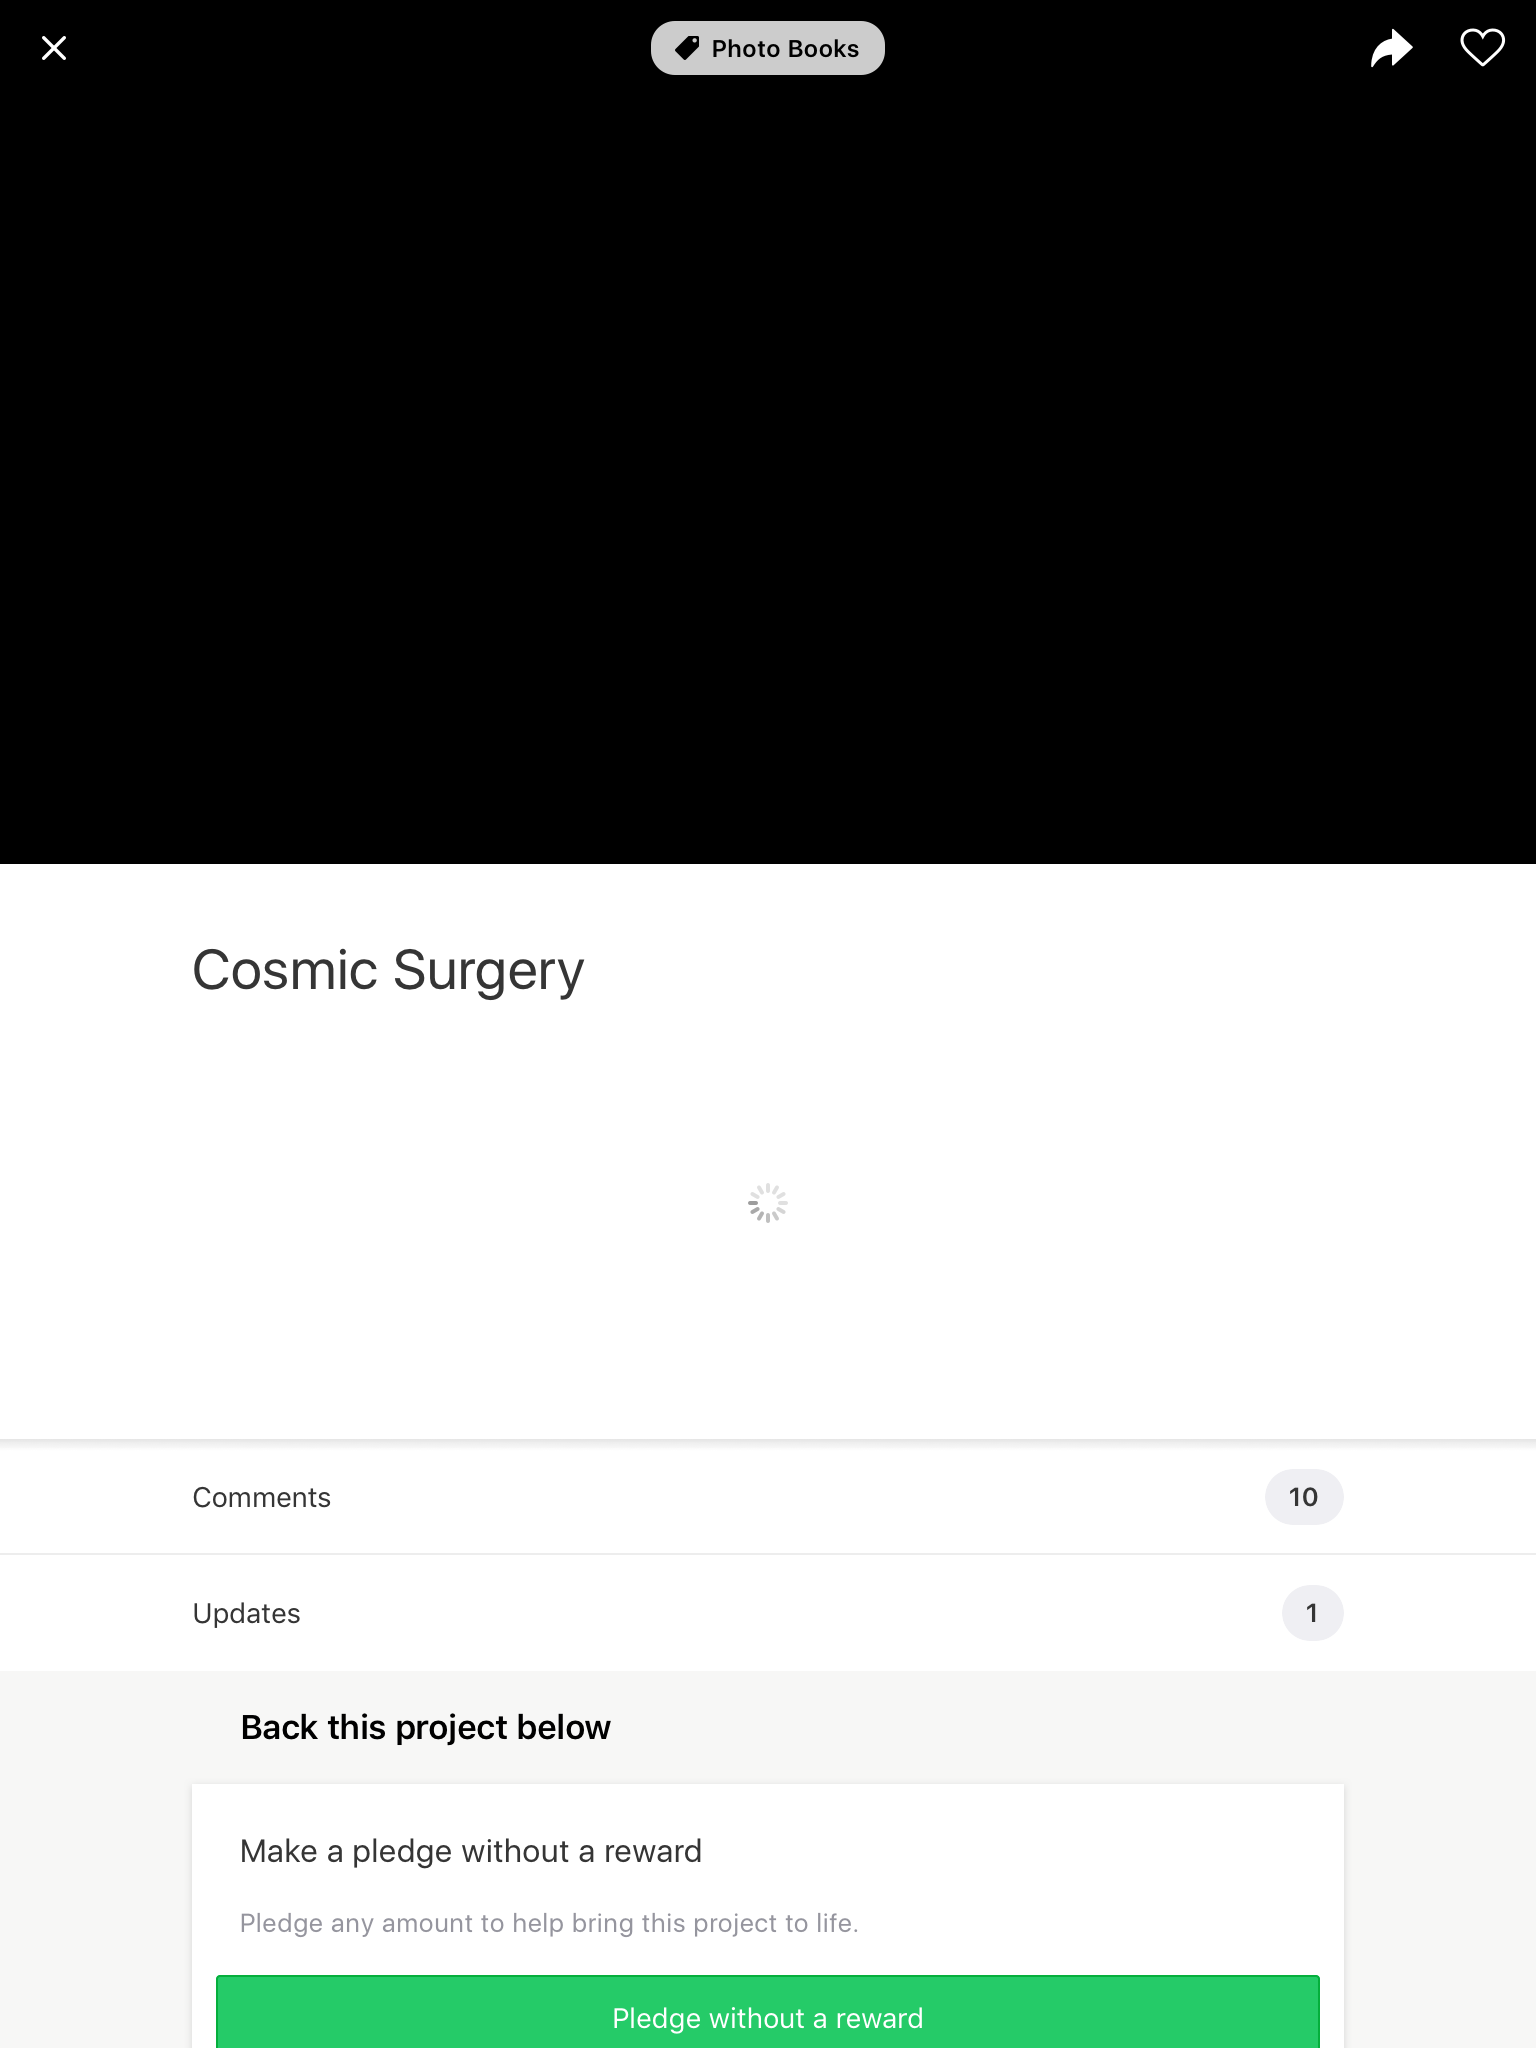 Photo Books
Cosmic Surgery
Comments
10
Updates
1
Back this project below
Make a pledge without a reward
Pledge any amount to help bring this project to life.
Pledge without a reward